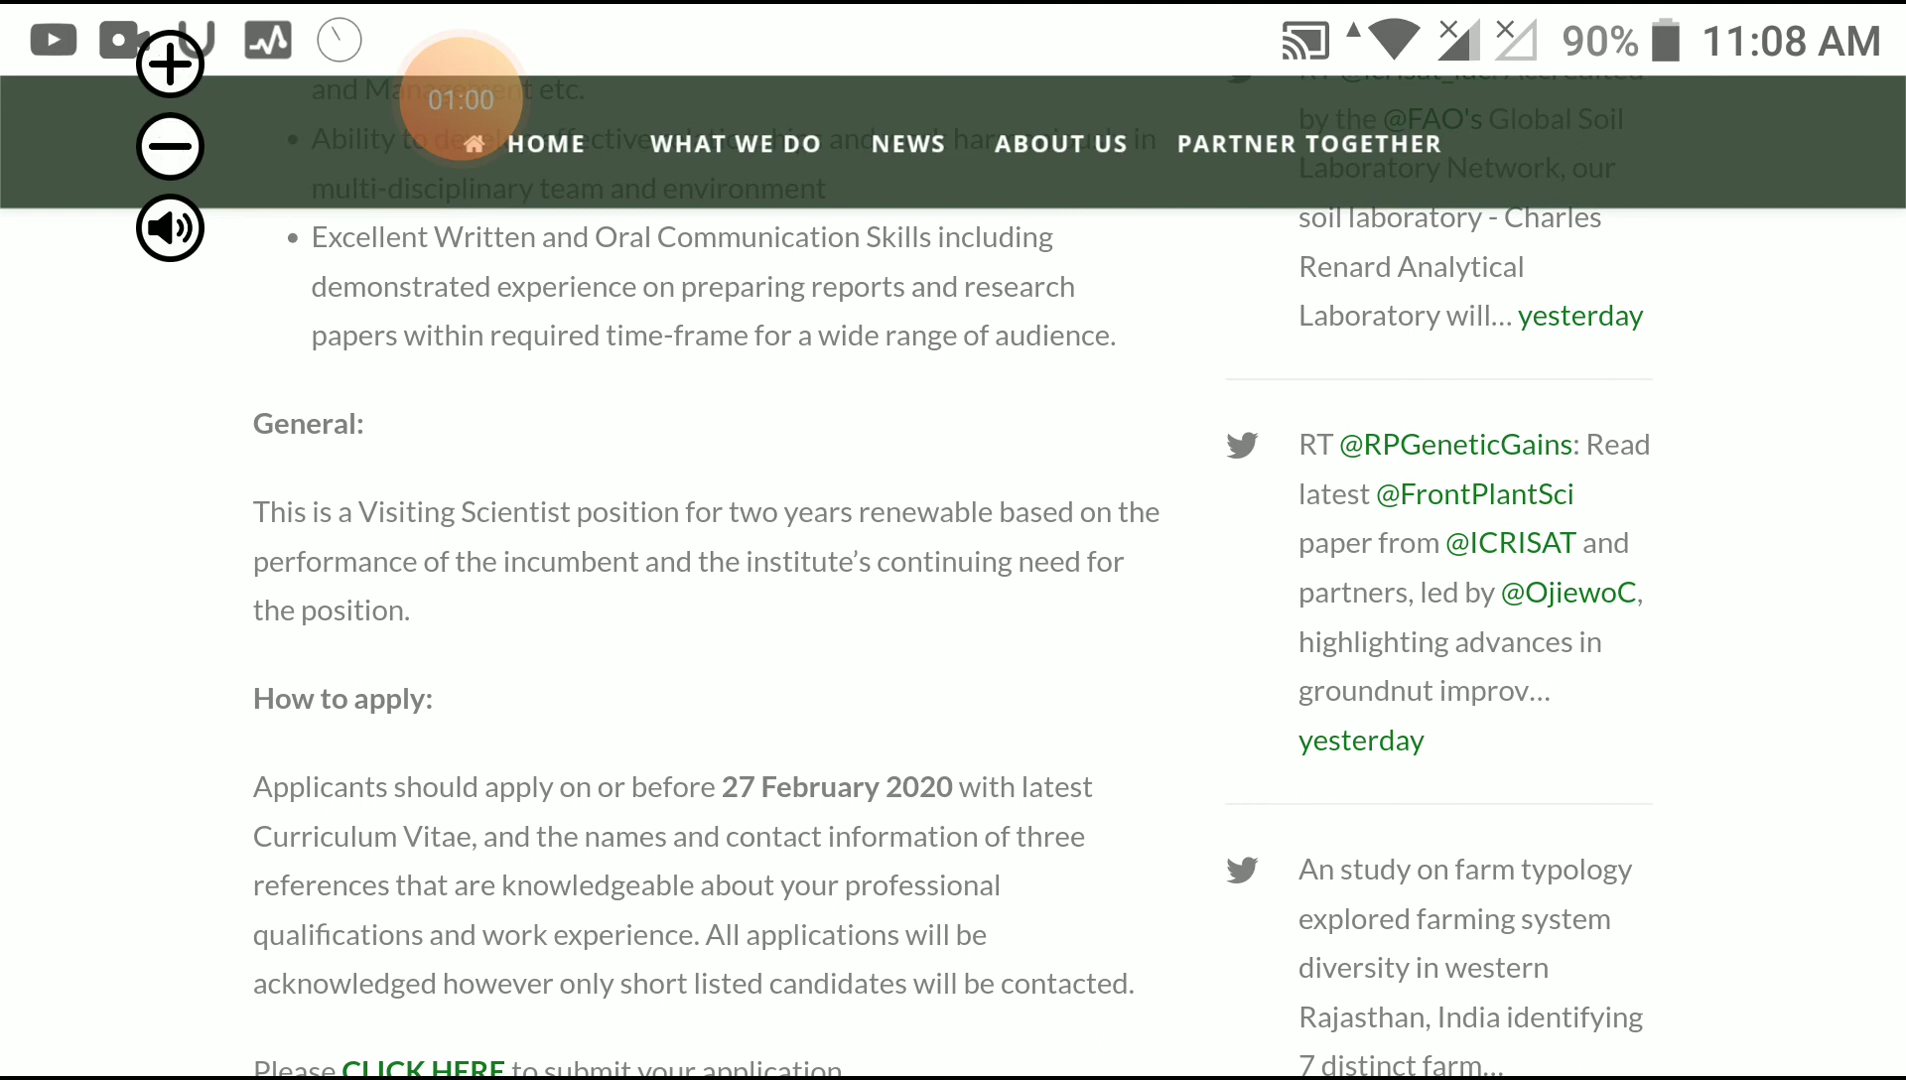 90% 11:08 AM
and Management etc.
01:00
HOME WHAT WE DO NEWS ABOUT US PARTNER TOGETHER
multi-disciplinary team and environment
• Excellent Written and Oral Communication Skills including
demonstrated experience on preparing reports and research
papers within required time-frame for a wide range of audience.
General:
This is a Visiting Scientist position for two years renewable based on the
performance of the incumbent and the institute’s continuing need for
the position.
How to apply:
Applicants should apply on or before 27 February 2020 with latest
Curriculum Vitae, and the names and contact information of three
references that are knowledgeable about your professional
qualifications and work experience. All applications will be
acknowledged however only short listed candidates will be contacted.
Please CLICK HERE to submit your application
by the @FAO's Global Soil
Laboratory Network, our
soil laboratory - Charles
Renard Analytical
Laboratory will... yesterday
RT @RPGeneticGains: Read
latest @FrontPlantSci
paper from @ICRISAT and
partners, led by @OjiewoC,
highlighting advances in
groundnut improv...
yesterday
An study on farm typology
explored farming system
diversity in western
Rajasthan, India identifying
7 distinct farm...